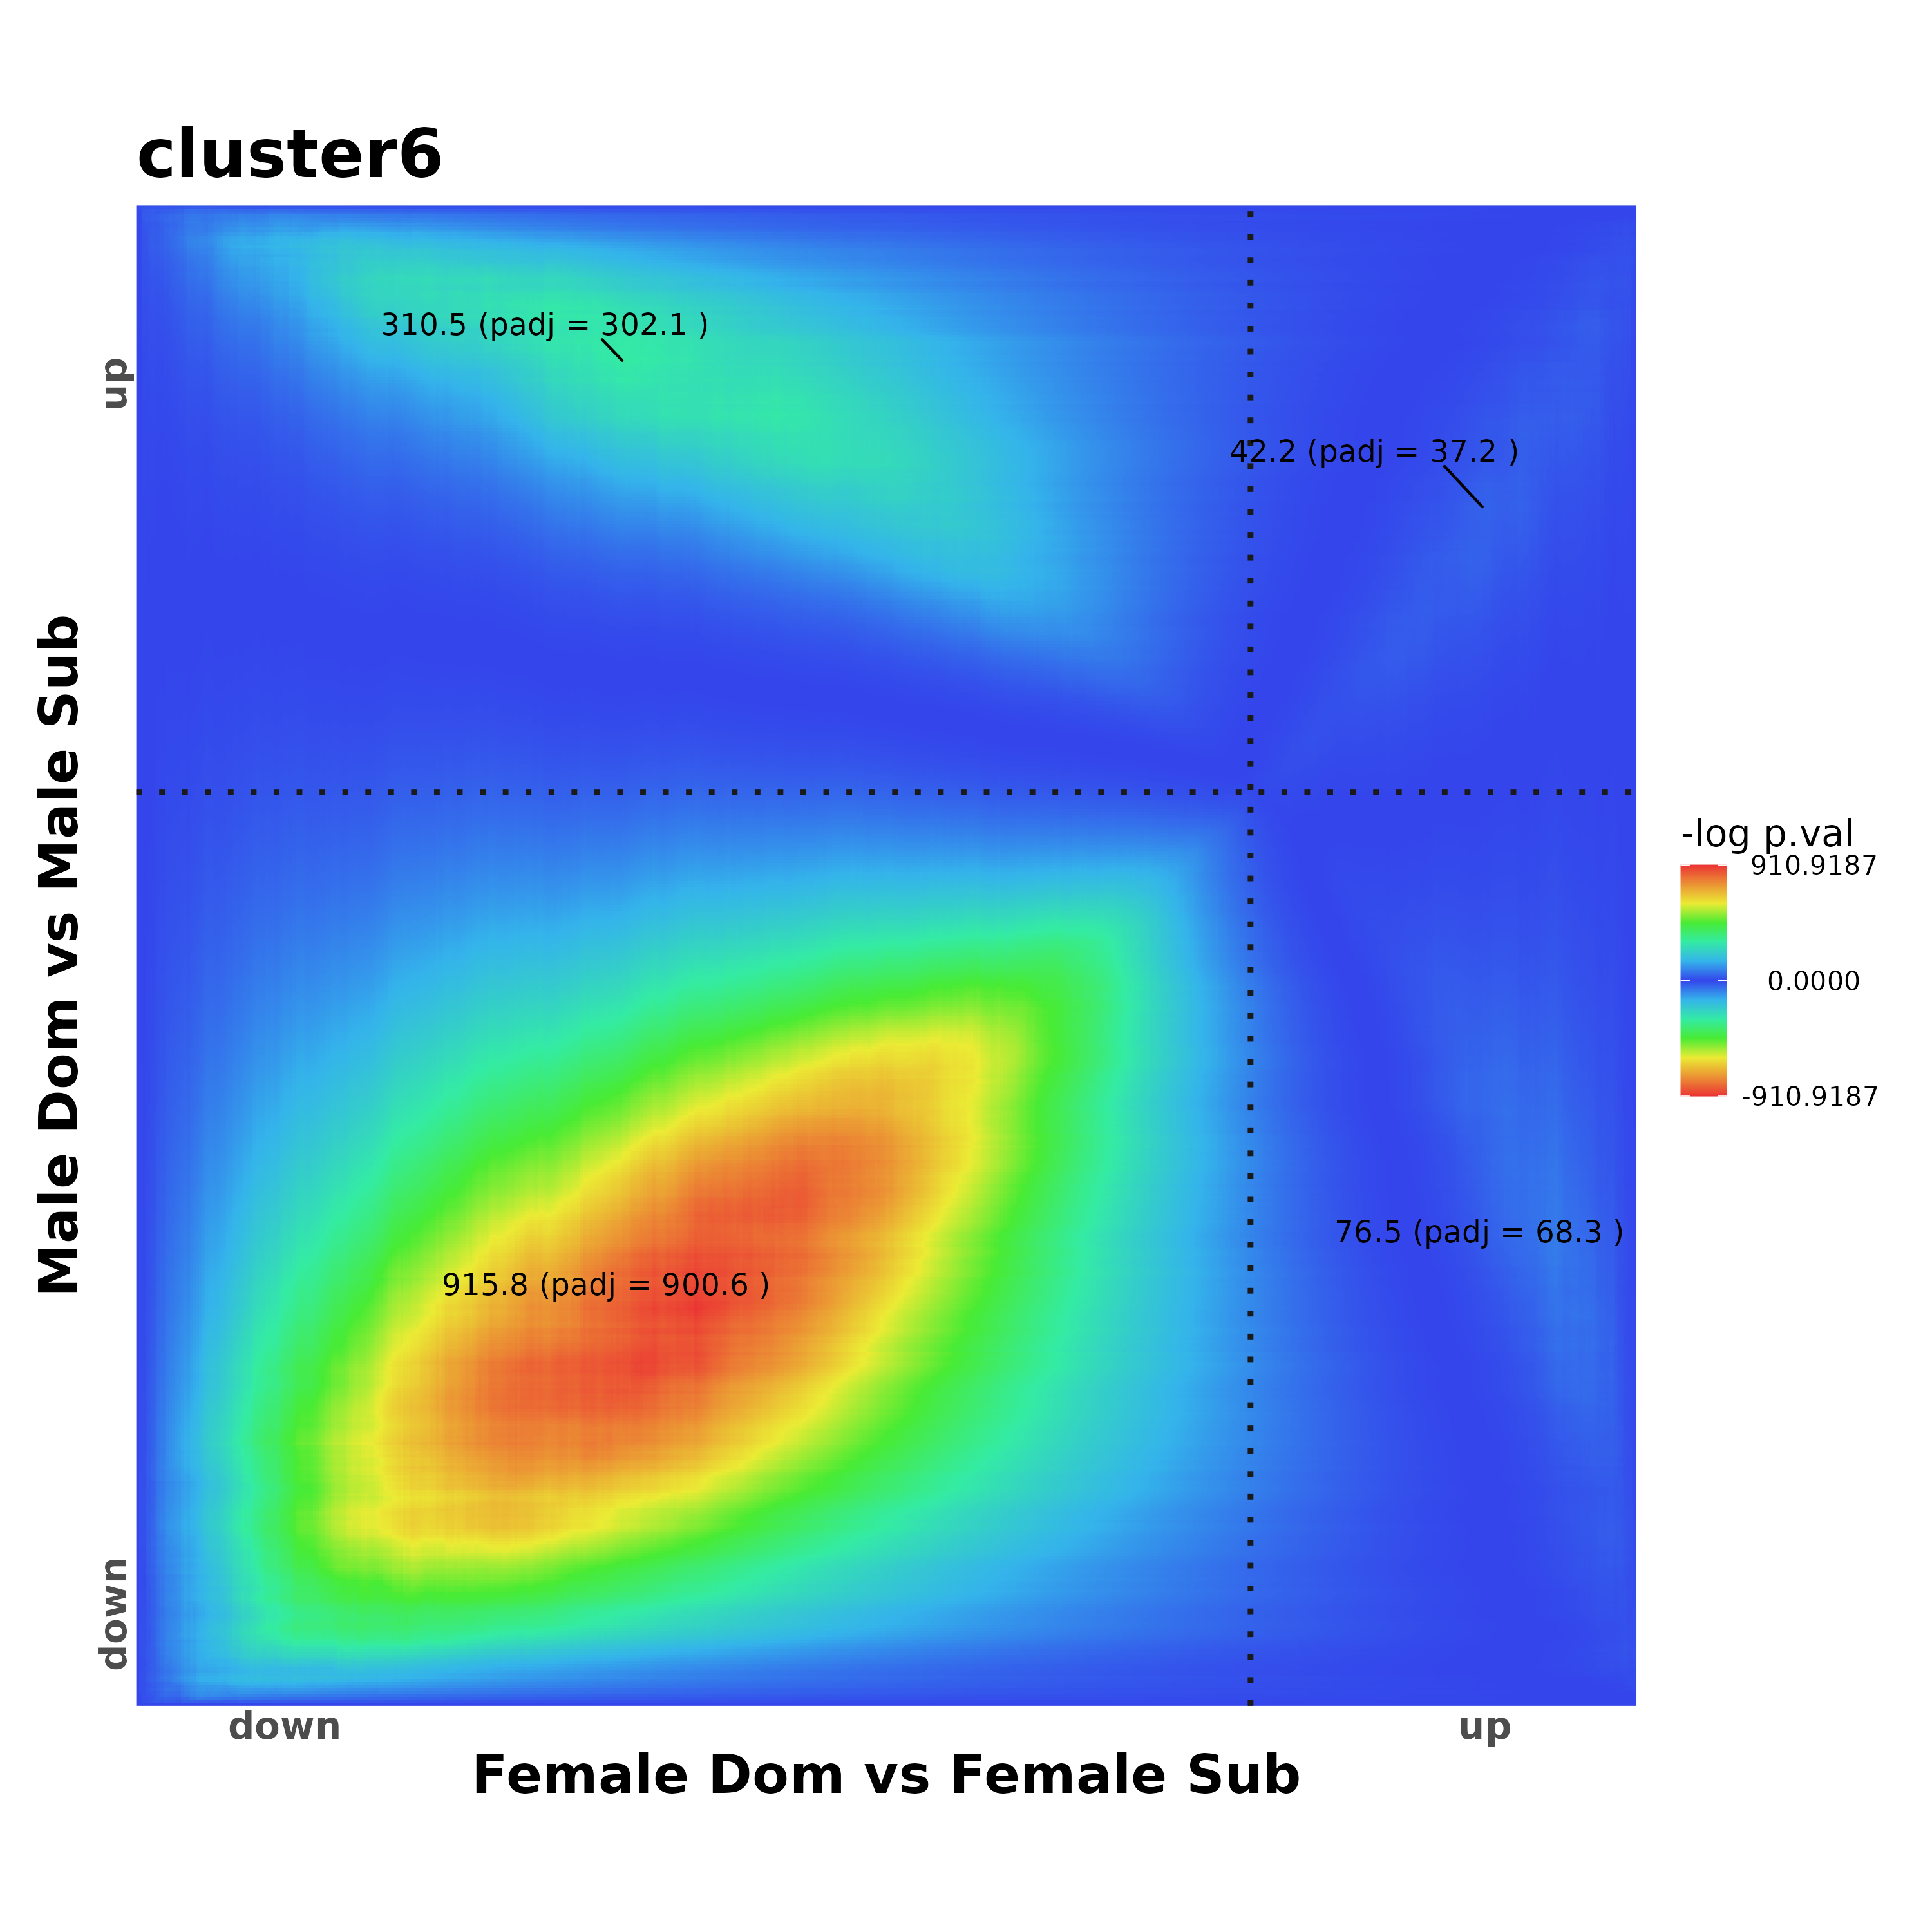 cluster6
310.5 (padj = 302.1 )
42.2 (padj = 37.2 )
76.5 (padj = 68.3 )
915.8 (padj = 900.6 )
up
down
Male Dom vs Male Sub
down
up
Female Dom vs Female Sub
-log p.val
910.9187
0.0000
-910.9187